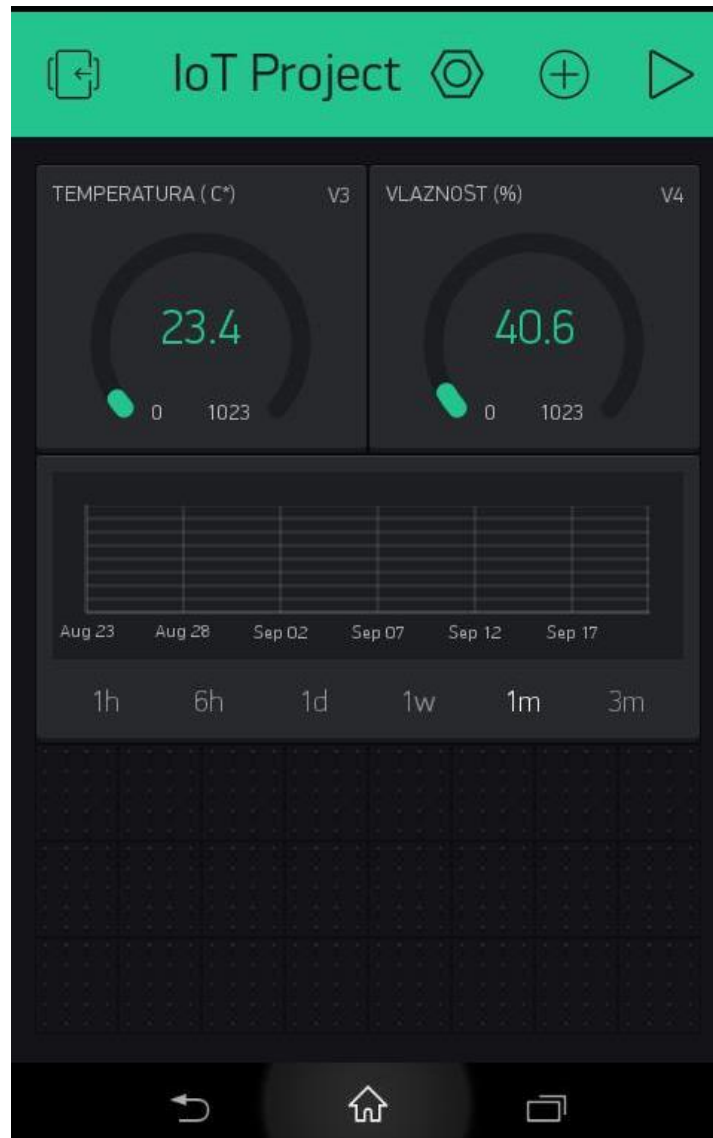 IoT Project
TEMPERATURA ( C*) V3
VLAZNOST (%) V4
23.4
0 1023
40.6
0 1023
Aug 23 Aug 28 Sep 02 Sep 07 Sep 12 Sep 17
1h 6h 1d 1w 1m 3m